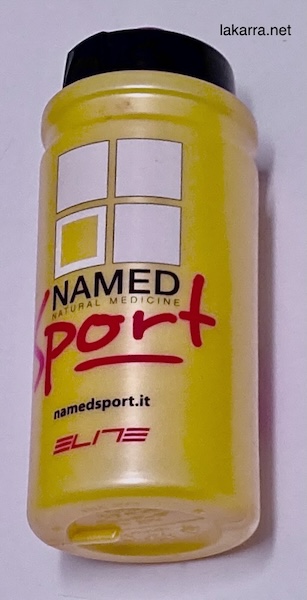 lakarra.net
NAMED
NATURAL MEDICINE
Sport
namedsport.it
ELITE